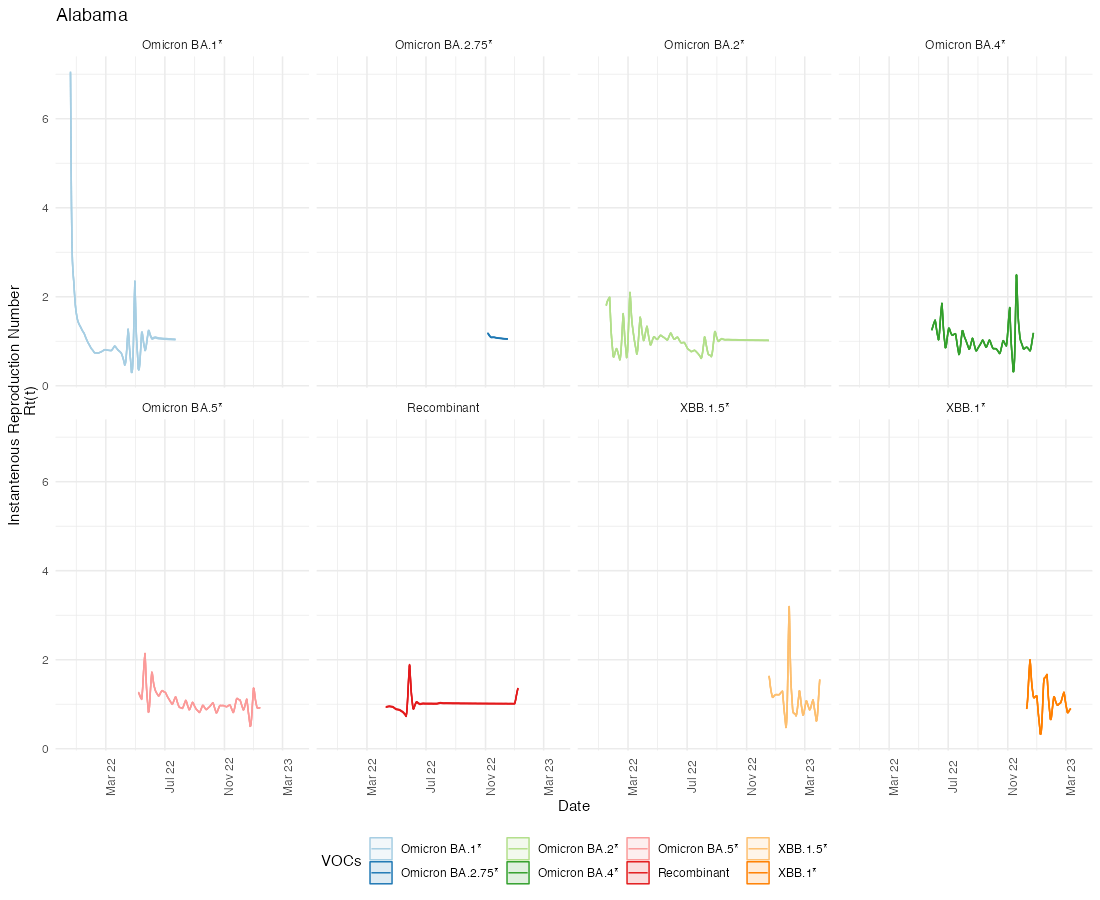 Alabama
Omicron BA.1*
Omicron BA.2.75*
Omicron BA.2*
Omicron BA.4*
6
4
2
0
Instantenous Reproduction Number
Rt(t)
Omicron BA.5*
Recombinant
XBB.1.5*
XBB.1*
6
4
2
0
Mar 22
Jul 22
Nov 22
Mar 23
Mar 22
Jul 22
Nov 22
Mar 23
Mar 22
Jul 22
Nov 22
Mar 23
Mar 22
Jul 22
Nov 22
Mar 23
Date
VOCs
Omicron BA.1*
Omicron BA.2*
Omicron BA.5*
XBB.1.5*
Omicron BA.2.75*
Omicron BA.4*
Recombinant
XBB.1*